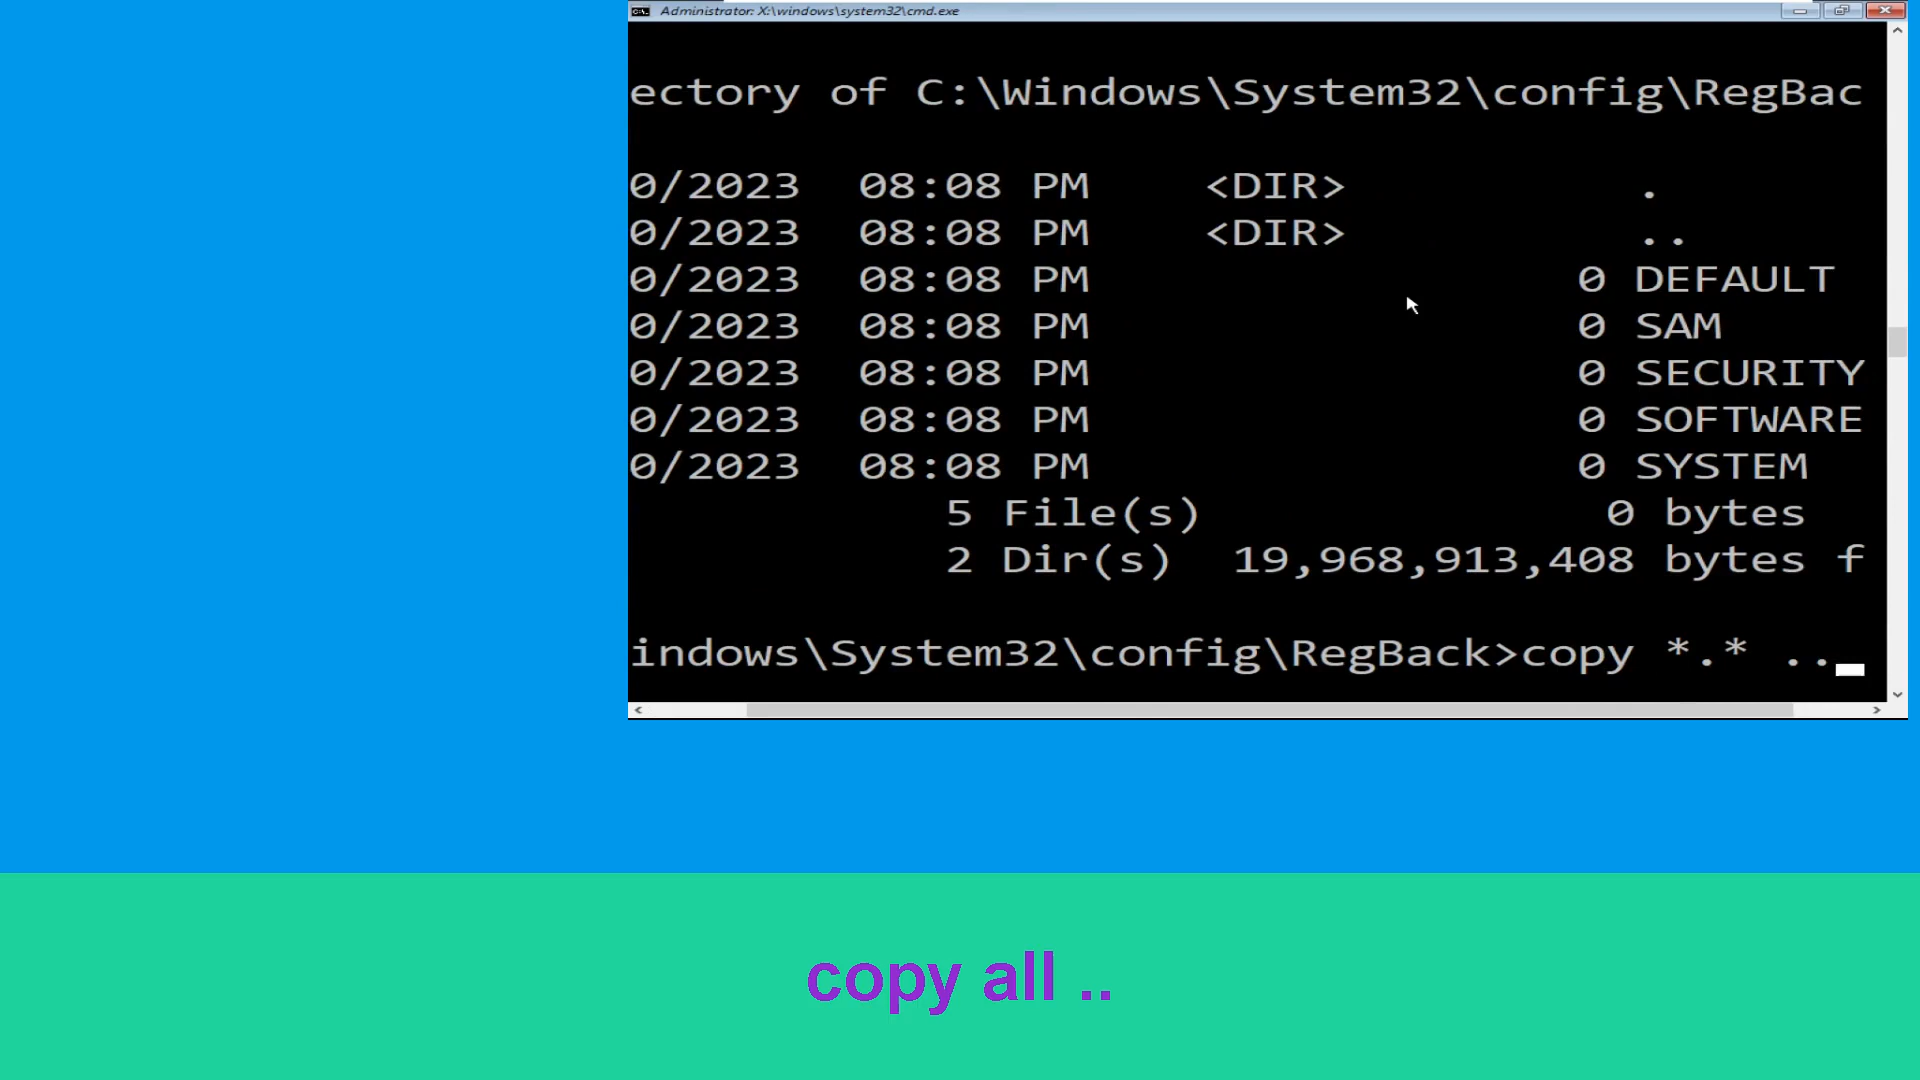 Administrator: X:\windows\system32\cmd.exe
ectory of C:\Windows\System32\config\RegBac
0/2023 08:08 PM <DIR> .
0/2023 08:08 PM <DIR> ..
0/2023 08:08 PM 0 DEFAULT
0/2023 08:08 PM 0 SAM
0/2023 08:08 PM 0 SECURITY
0/2023 08:08 PM 0 SOFTWARE
0/2023 08:08 PM 0 SYSTEM
5 File(s) 0 bytes
2 Dir(s) 19,968,913,408 bytes f
indows\System32\config\RegBack>copy *.* ..
copy all ..